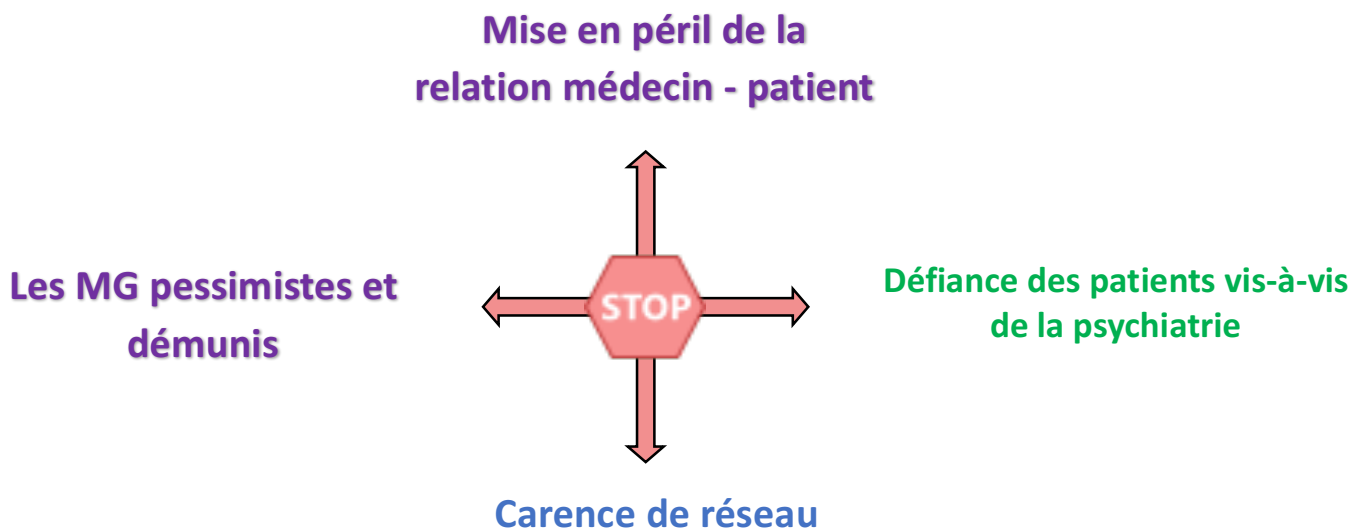 Mise en péril de la
relation médecin - patient
Les MG pessimistes et
démunis
STOP
Défiance des patients vis-à-vis
de la psychiatrie
Carence de réseau